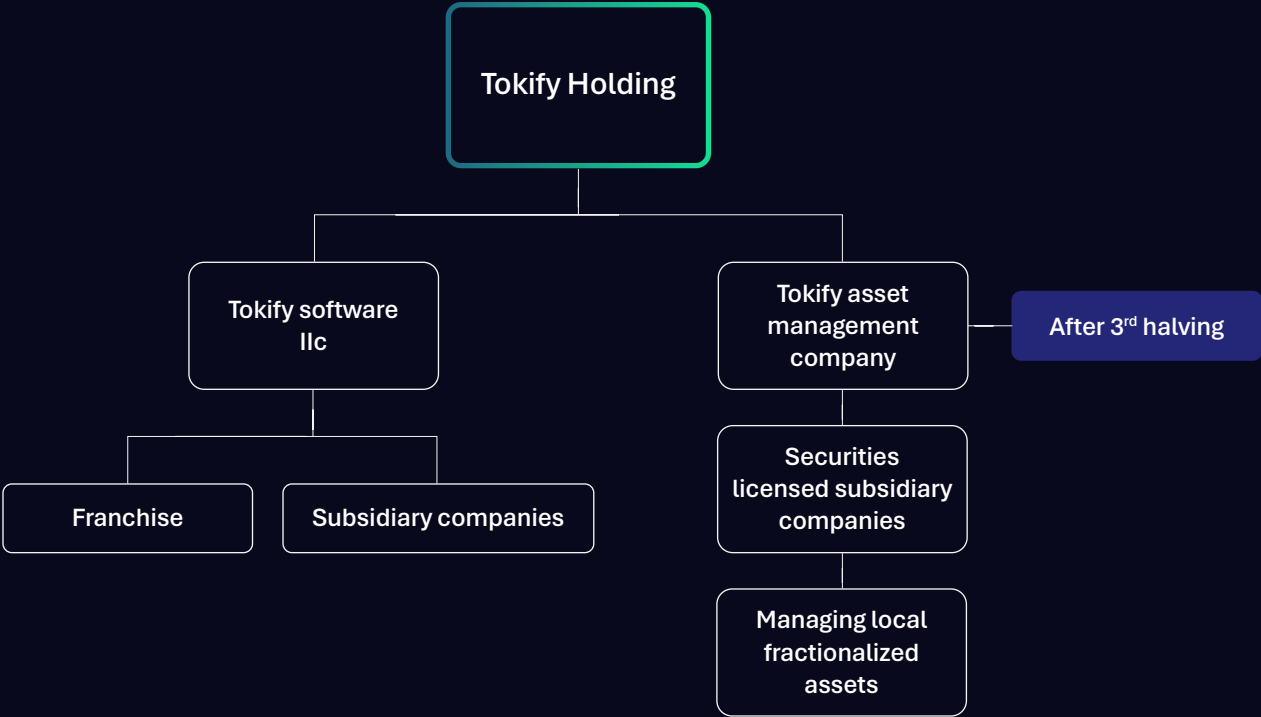 Tokify Holding
Tokify software
llc
Tokify asset
management
company
After 3rd halving
Franchise
Subsidiary companies
Securities
licensed subsidiary
companies
Managing local
fractionalized
assets